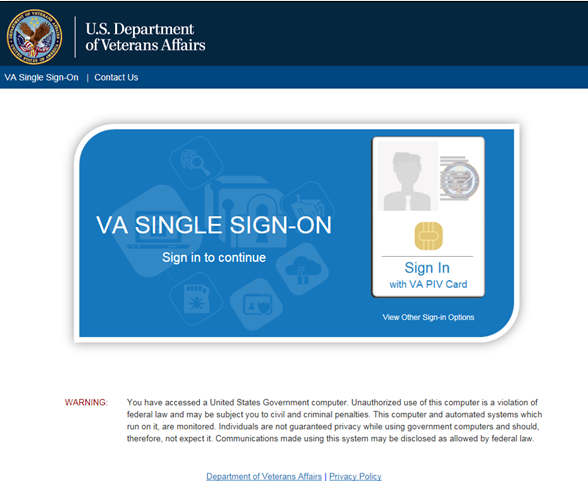 U.S. Department
of Veterans Affairs
VA Single Sign-On | Contact Us
VA SINGLE SIGN-ON
Sign in to continue
Sign In
with VA PIV Card
View Other Sign-in Options
WARNING: You have accessed a United States Government computer. Unauthorized use of this computer is a violation of
federal law and may be subject you to civil and criminal penalties. This computer and automated systems which
run on it, are monitored. Individuals are not guaranteed privacy while using government computers and should,
therefore, not expect it. Communications made using this system may be disclosed as allowed by federal law.
Department of Veterans Affairs | Privacy Policy